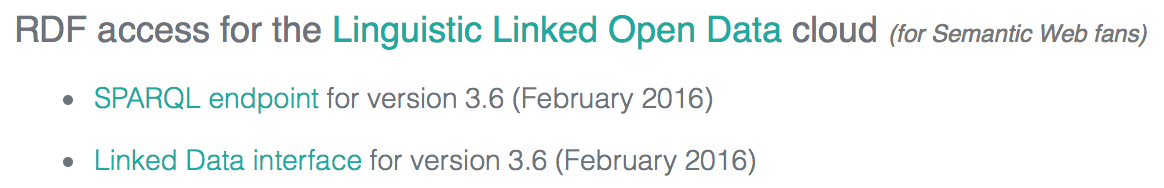 RDF access for the Linguistic Linked Open Data cloud (for Semantic Web fans)
• SPARQL endpoint for version 3.6 (February 2016)
• Linked Data interface for version 3.6 (February 2016)